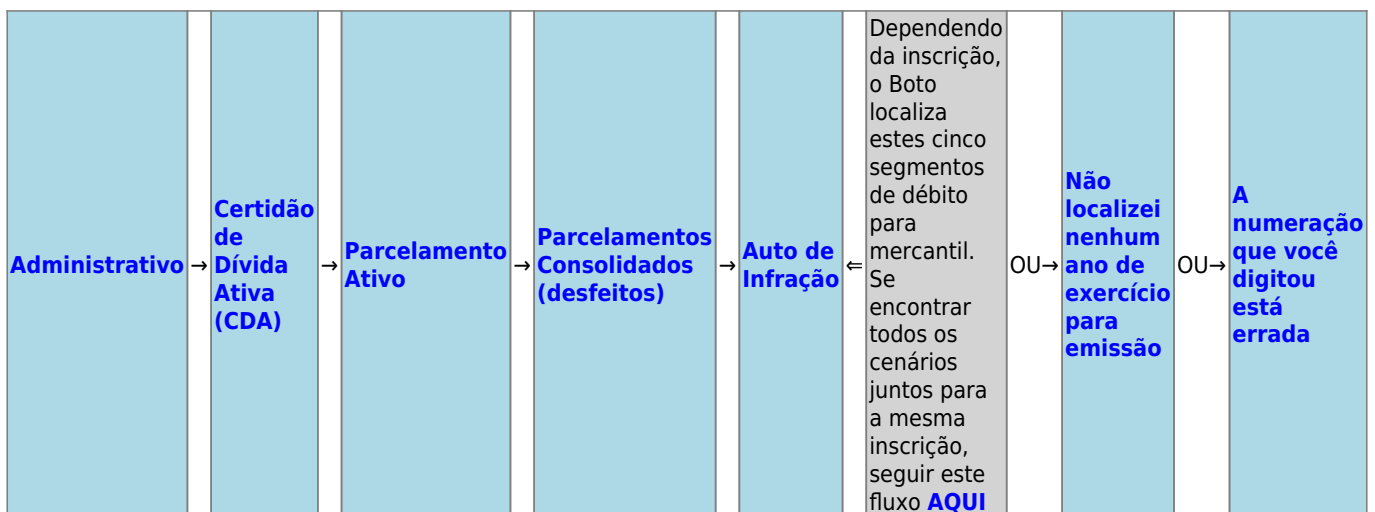 Administrativo
→
Certidão
de
Dívida
Ativa
(CDA)
→
Parcelamento
Ativo
→
Parcelamentos
Consolidados
(desfeitos)
→
Auto de
Infração
⇐
Dependendo
da inscrição,
o Boto
localiza
estes cinco
segmentos
de débito
para
mercantil.
Se
encontrar
todos os
cenários
juntos para
a mesma
inscrição,
seguir este
fluxo AQUI
OU→
Não
localizei
nenhum
ano de
exercício
para
emissão
OU→
A
numeração
que você
digitou
está
errada